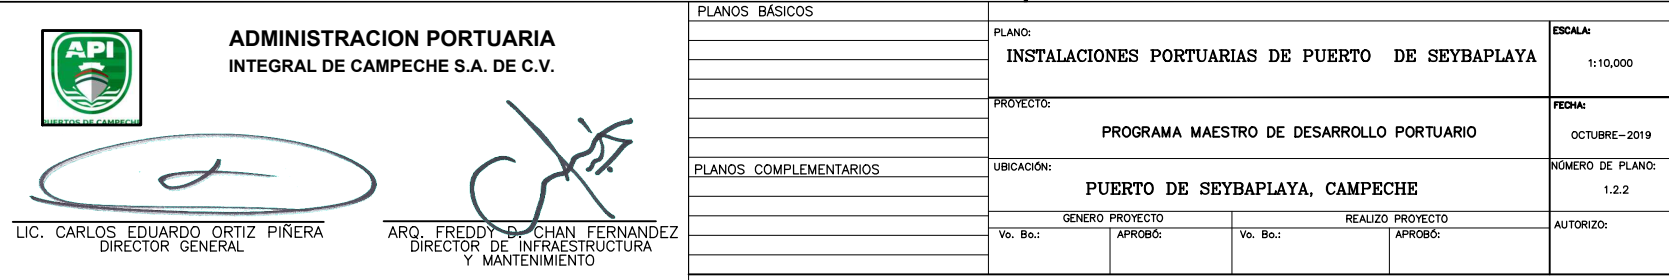 API
PUERTOS DE CAMPECHE
ADMINISTRACION PORTUARIA
INTEGRAL DE CAMPECHE S.A. DE C.V.
LIC. CARLOS EDUARDO ORTIZ PIÑERA
DIRECTOR GENERAL
ARQ. FREDDY D. CHAN FERNANDEZ
DIRECTOR DE INFRAESTRUCTURA
Y MANTENIMIENTO
PLANOS BÁSICOS
PLANOS COMPLEMENTARIOS
PLANO:
INSTALACIONES PORTUARIAS DE PUERTO DE SEYBAPLAYA
PROYECTO:
PROGRAMA MAESTRO DE DESARROLLO PORTUARIO
UBICACIÓN:
PUERTO DE SEYBAPLAYA, CAMPECHE
GENERO PROYECTO
REALIZO PROYECTO
Vo. Bo.:
APROBÓ:
Vo. Bo.:
APROBÓ:
ESCALA:
1:10,000
FECHA:
OCTUBRE-2019
NÚMERO DE PLANO:
1.2.2
AUTORIZO: